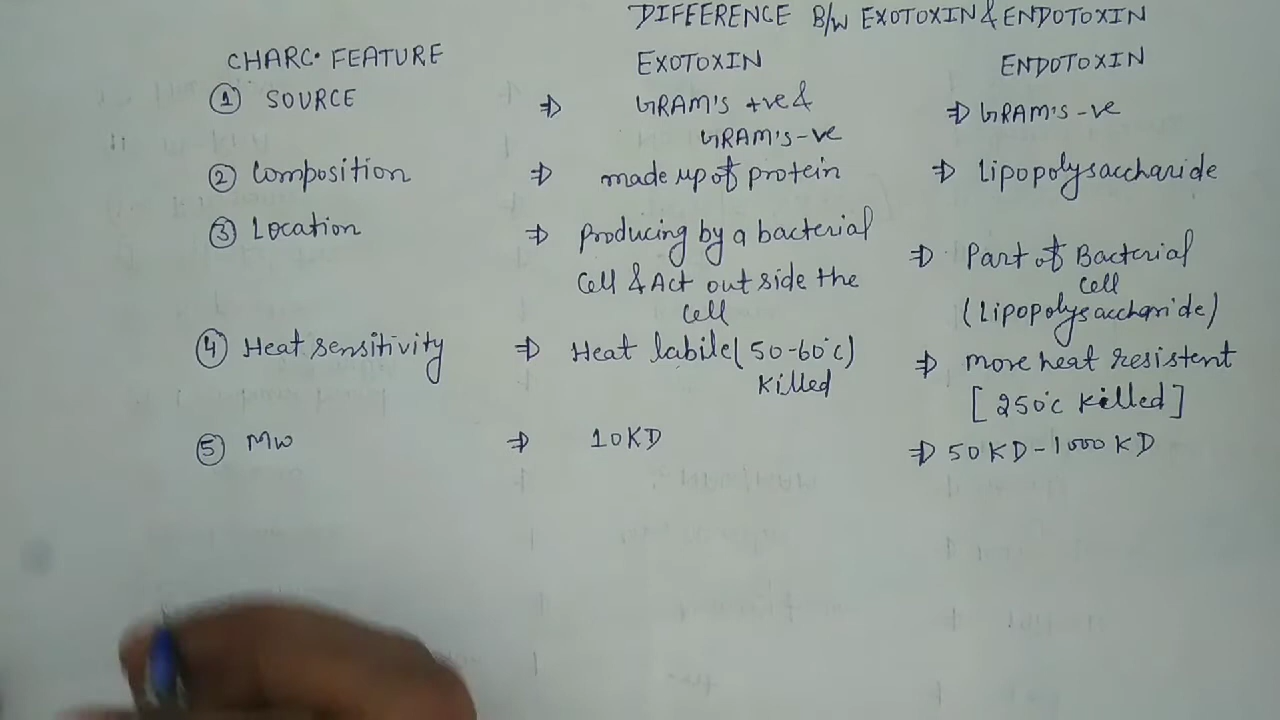 DIFFERENCE B/W EXOTOXIN & ENDOTOXIN
CHARC. FEATURE EXOTOXIN ENDOTOXIN
① SOURCE ⇒ GRAM'S +ve & ⇒ GRAM'S -ve
GRAM'S -ve
② Composition ⇒ made up of protein ⇒ Lipopolysaccharide
③ Location ⇒ Producing by a bacterial ⇒ Part of Bacterial
cell & Act out side the cell
cell (Lipopolysaccharide)
④ Heat sensitivity ⇒ Heat labile (50-60°c) ⇒ more heat resistent
killed [250°c killed]
⑤ MW ⇒ 10KD ⇒ 50KD-1000KD